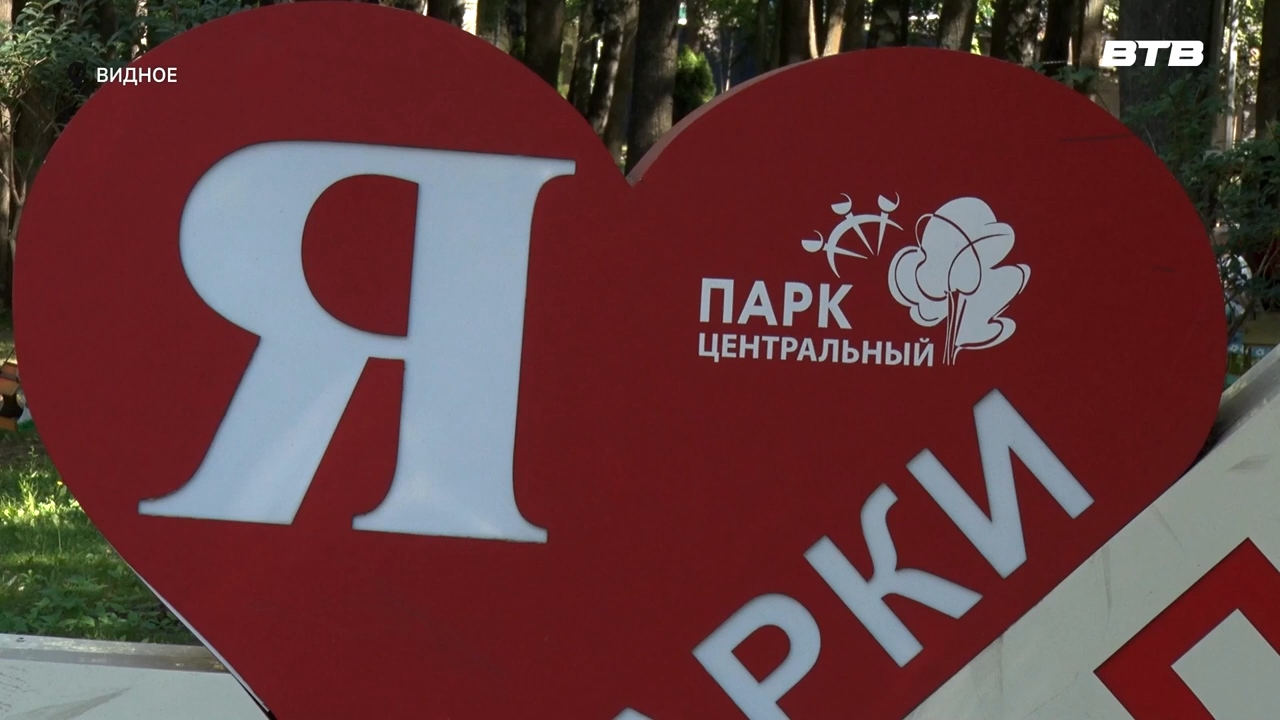 ВИДНОЕ
ВТВ
Я
ПАРК
ЦЕНТРАЛЬНЫЙ
РКИ